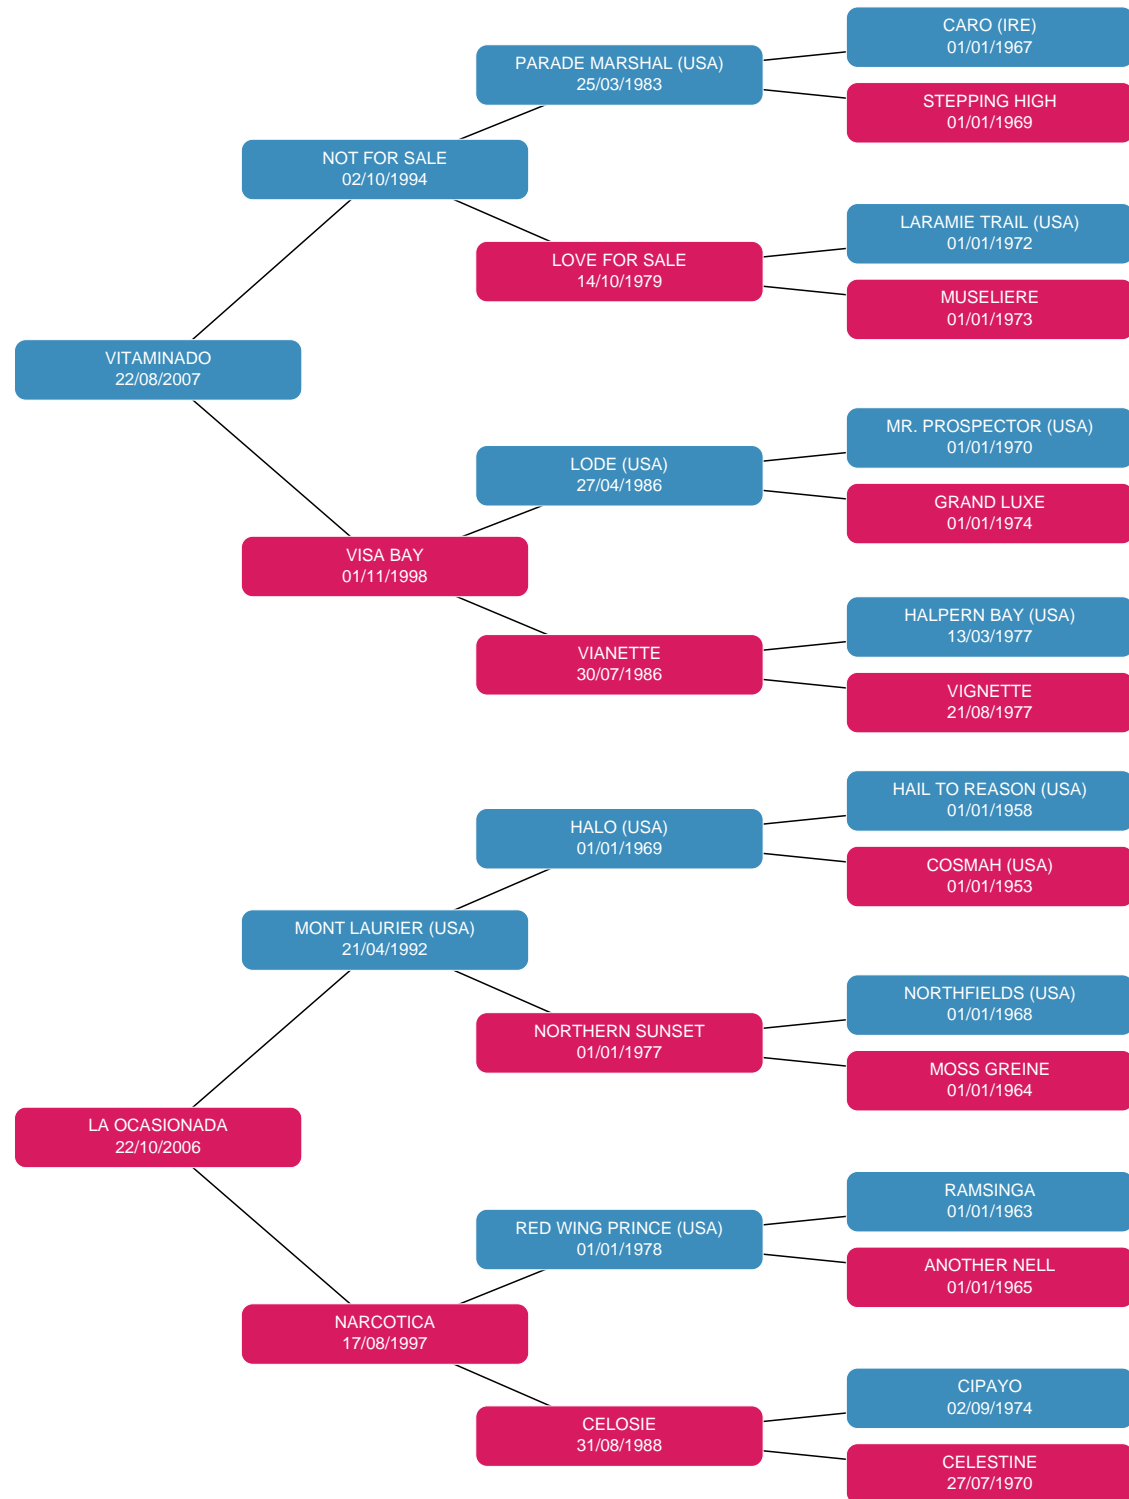 CARO (IRE)
01/01/1967
PARADE MARSHAL (USA)
25/03/1983
STEPPING HIGH
01/01/1969
NOT FOR SALE
02/10/1994
LARAMIE TRAIL (USA)
01/01/1972
LOVE FOR SALE
14/10/1979
MUSELIERE
01/01/1973
VITAMINADO
22/08/2007
MR. PROSPECTOR (USA)
01/01/1970
LODE (USA)
27/04/1986
GRAND LUXE
01/01/1974
VISA BAY
01/11/1998
HALPERN BAY (USA)
13/03/1977
VIANETTE
30/07/1986
VIGNETTE
21/08/1977
HAIL TO REASON (USA)
01/01/1958
HALO (USA)
01/01/1969
COSMAH (USA)
01/01/1953
MONT LAURIER (USA)
21/04/1992
NORTHFIELDS (USA)
01/01/1968
NORTHERN SUNSET
01/01/1977
MOSS GREINE
01/01/1964
LA OCASIONADA
22/10/2006
RAMSINGA
01/01/1963
RED WING PRINCE (USA)
01/01/1978
ANOTHER NELL
01/01/1965
NARCOTICA
17/08/1997
CIPAYO
02/09/1974
CELOSIE
31/08/1988
CELESTINE
27/07/1970